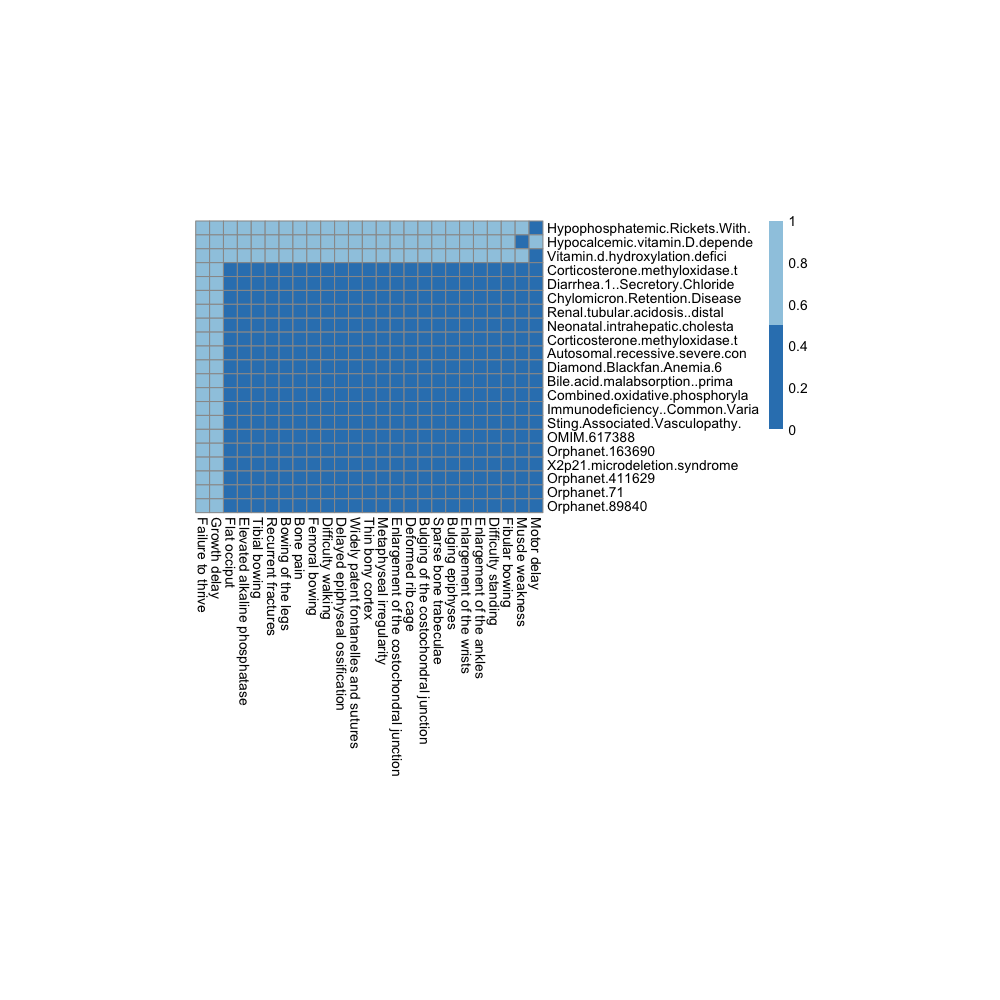 Hypophosphatemic.Rickets.With.
Hypocalcemic.vitamin.D.depende
Vitamin.d.hydroxylation.defici
Corticosterone.methyloxidase.t
Diarrhea.1..Secretory.Chloride
Chylomicron.Retention.Disease
Renal.tubular.acidosis..distal
Neonatal.intrahepatic.cholesta
Corticosterone.methyloxidase.t
Autosomal.recessive.severe.con
Diamond.Blackfan.Anemia.6
Bile.acid.malabsorption..prima
Combined.oxidative.phosphoryla
Immunodeficiency..Common.Varia
Sting.Associated.Vasculopathy.
OMIM.617388
Orphanet.163690
X2p21.microdeletion.syndrome
Orphanet.411629
Orphanet.71
Orphanet.89840
1
0.8
0.6
0.4
0.2
0
Failure to thrive
Growth delay
Flat occiput
Elevated alkaline phosphatase
Tibial bowing
Recurrent fractures
Bowing of the legs
Bone pain
Femoral bowing
Difficulty walking
Delayed epiphyseal ossification
Widely patent fontanelles and sutures
Thin bony cortex
Metaphyseal irregularity
Enlargement of the costochondral junction
Deformed rib cage
Bulging of the costochondral junction
Sparse bone trabeculae
Bulging epiphyses
Enlargement of the wrists
Enlargement of the ankles
Difficulty standing
Fibular bowing
Muscle weakness
Motor delay